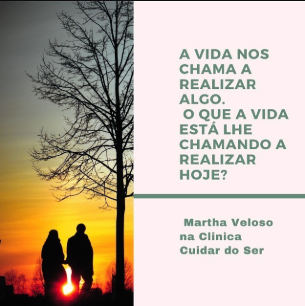 A VIDA NOS
CHAMA A
REALIZAR
ALGO.
O QUE A VIDA
ESTÁ LHE
CHAMANDO A
REALIZAR
HOJE?
Martha Veloso
na Clinica
Cuidar do Ser